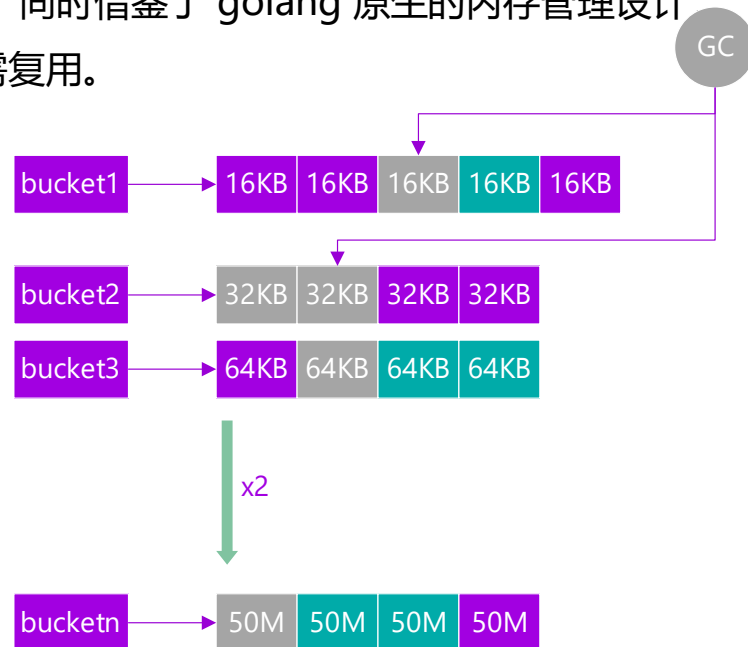 同时借鉴了 golang 原生的内存管理设计
需复用。
GC
bucket1 16KB 16KB 16KB 16KB 16KB
bucket2 32KB 32KB 32KB 32KB
bucket3 64KB 64KB 64KB 64KB
x2
bucketn 50M 50M 50M 50M